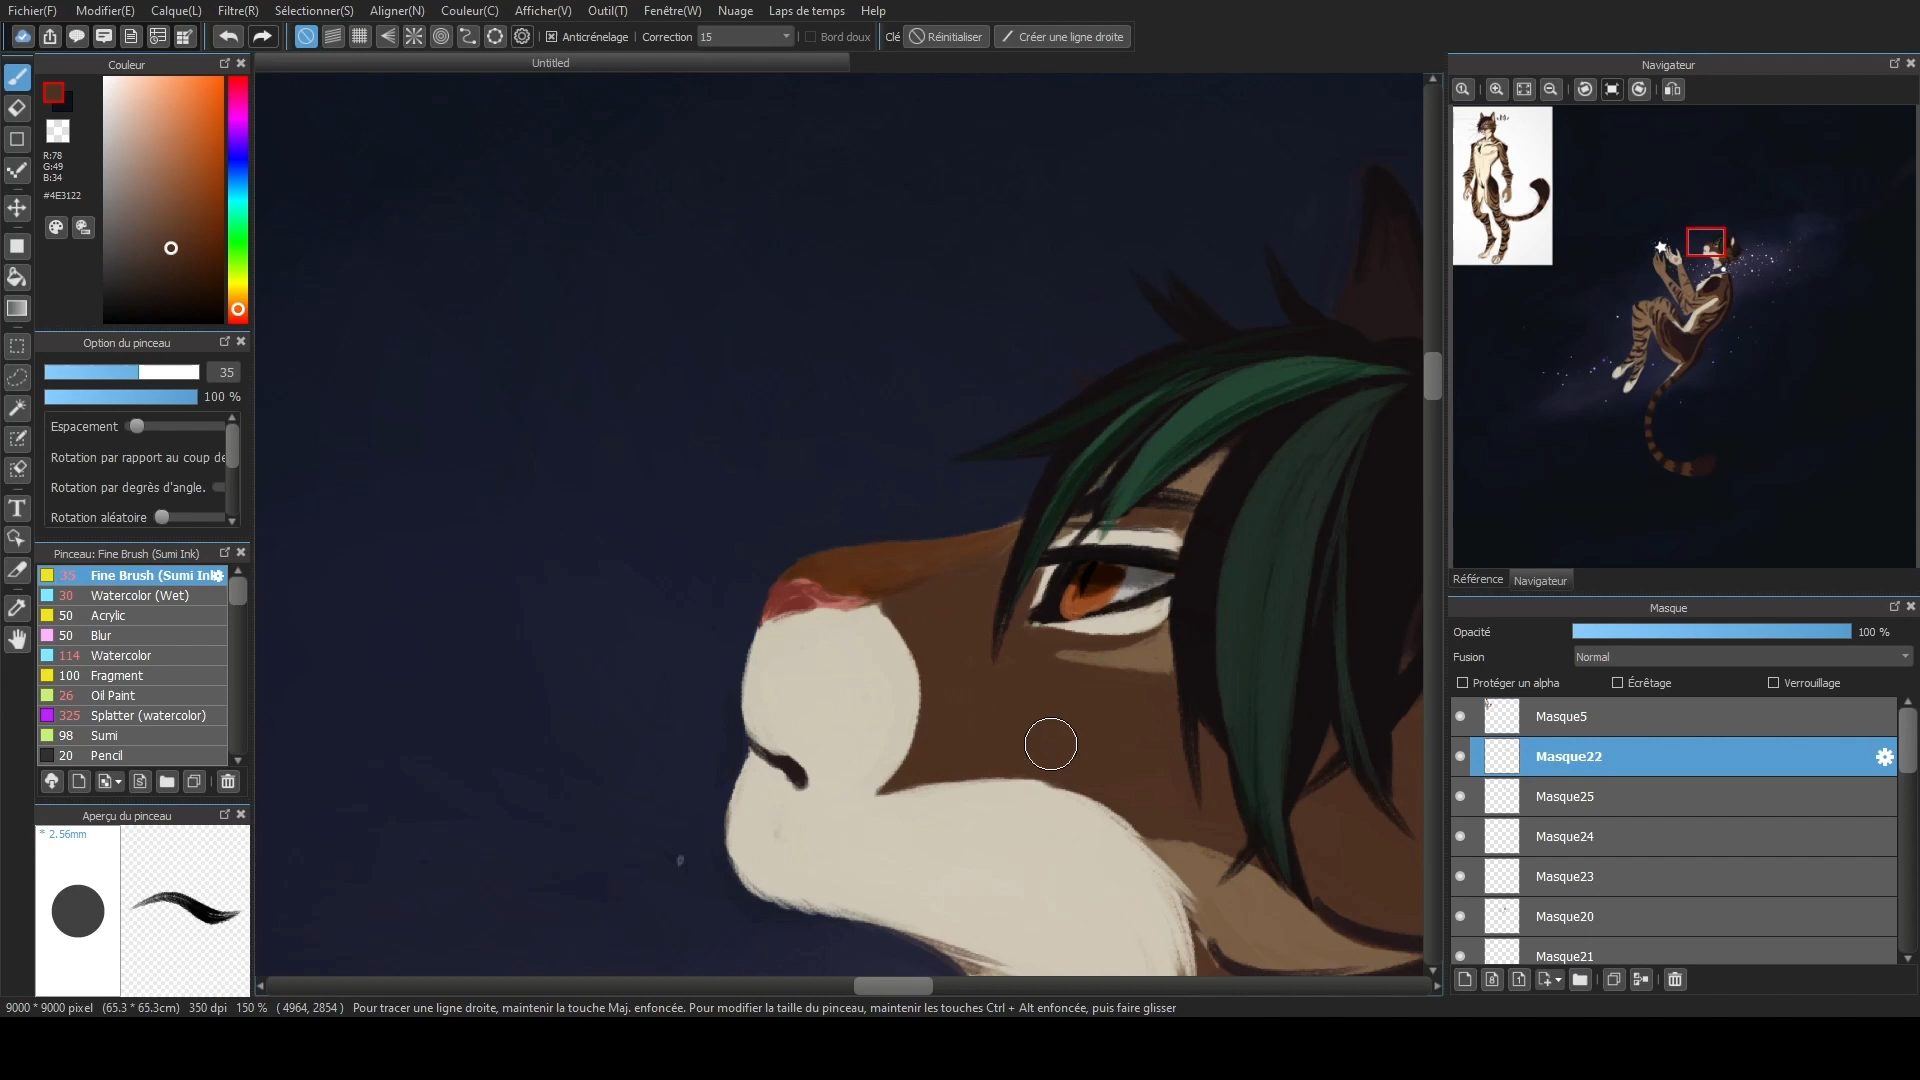 Fichier(F) Modifier(E) Calque(L) Filtre(R) Sélectionner(S) Aligner(N) Couleur(C) Afficher(V) Outil(T) Fenêtre(W) Nuage Laps de temps Help
Anticrénelage Correction 15 Bord doux Clé Réinitialiser Créer une ligne droite
Couleur
R:78
G:49
B:34
#4E3122
Option du pinceau
35
100 %
Espacement
Rotation par rapport au coup de
Rotation par degrès d'angle.
Rotation aléatoire
Pinceau: Fine Brush (Sumi Ink)
35 Fine Brush (Sumi Ink
30 Watercolor (Wet)
50 Acrylic
50 Blur
114 Watercolor
100 Fragment
26 Oil Paint
325 Splatter (watercolor)
98 Sumi
20 Pencil
Aperçu du pinceau
* 2.56mm
Untitled
Navigateur
Référence Navigateur
Masque
Opacité 100 %
Fusion Normal
Protéger un alpha Écrêtage Verrouillage
Masque5
Masque22
Masque25
Masque24
Masque23
Masque20
Masque21
9000 * 9000 pixel (65.3 * 65.3cm) 350 dpi 150 % ( 4964, 2854 ) Pour tracer une ligne droite, maintenir la touche Maj. enfoncée. Pour modifier la taille du pinceau, maintenir les touches Ctrl + Alt enfoncée, puis faire glisser